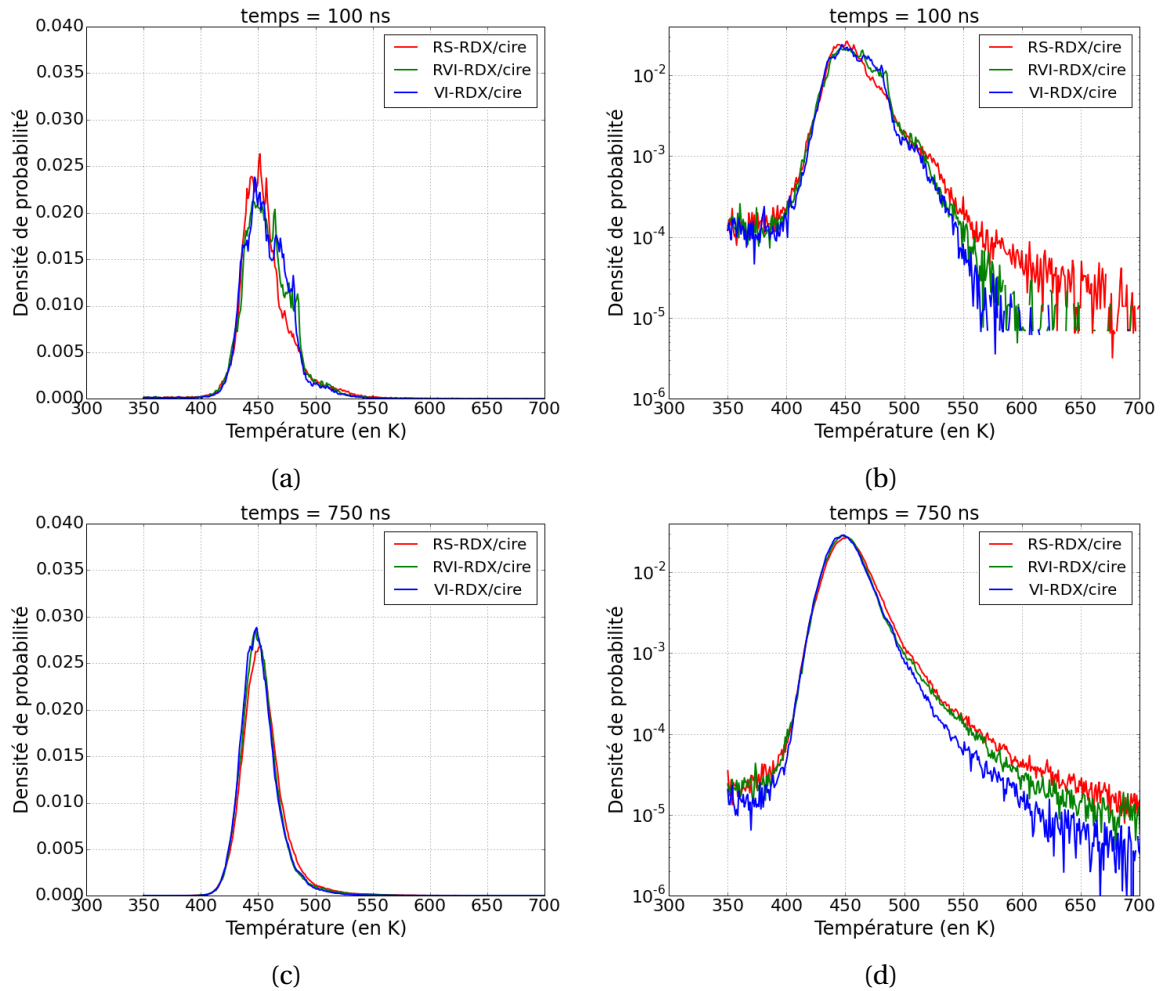 temps = 100 ns
Densité de probabilité
0.040
0.035
0.030
0.025
0.020
0.015
0.010
0.005
0.000
RS-RDX/cire
RVI-RDX/cire
VI-RDX/cire
300 350 400 450 500 550 600 650 700
Température (en K)
(a)
temps = 100 ns
Densité de probabilité
10-2
10-3
10-4
10-5
10-6
RS-RDX/cire
RVI-RDX/cire
VI-RDX/cire
300 350 400 450 500 550 600 650 700
Température (en K)
(b)
temps = 750 ns
Densité de probabilité
0.040
0.035
0.030
0.025
0.020
0.015
0.010
0.005
0.000
RS-RDX/cire
RVI-RDX/cire
VI-RDX/cire
300 350 400 450 500 550 600 650 700
Température (en K)
(c)
temps = 750 ns
Densité de probabilité
10-2
10-3
10-4
10-5
10-6
RS-RDX/cire
RVI-RDX/cire
VI-RDX/cire
300 350 400 450 500 550 600 650 700
Température (en K)
(d)